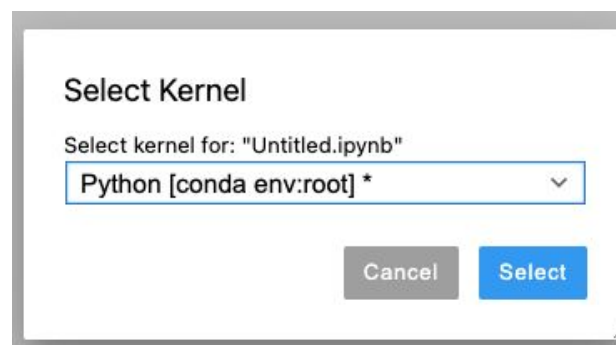 Select Kernel
Select kernel for: "Untitled.ipynb"
Python [conda env:root] *
Cancel Select